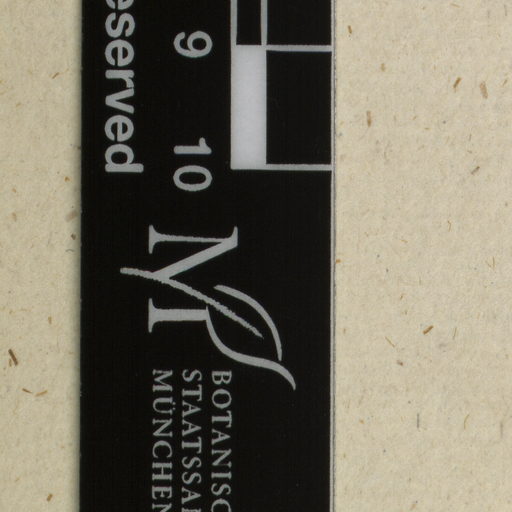 eserved
9 10
M
BOTANISC
STAATSSA
MÜNCHEN